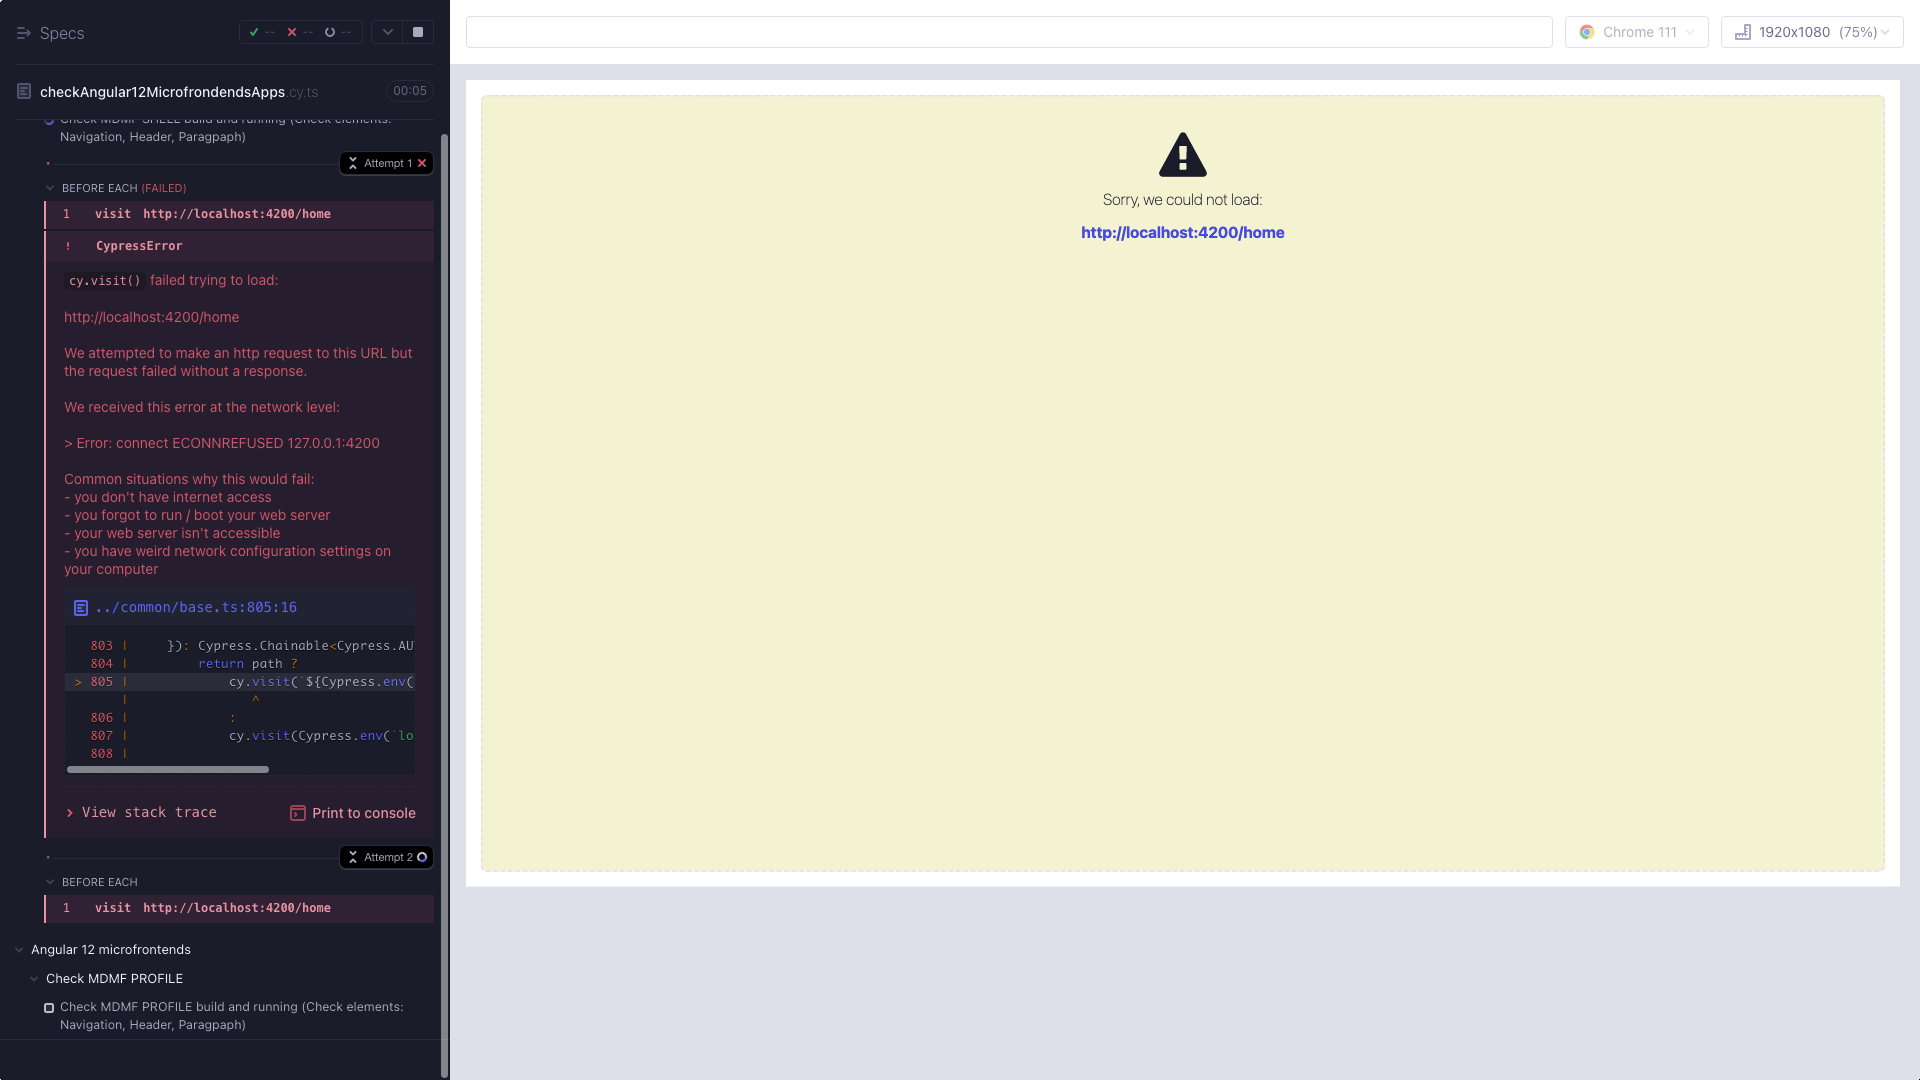 Specs
--
--
--
Chrome 111
1920x1080 (75%)
checkAngular12MicrofrondendsApps.cy.ts
00:05
Check MDMF SHELL build and running (Check elements:
Navigation, Header, Paragpaph)
Attempt 1
BEFORE EACH (FAILED)
1 visit http://localhost:4200/home
! CypressError
cy.visit() failed trying to load:
http://localhost:4200/home
We attempted to make an http request to this URL but
the request failed without a response.
We received this error at the network level:
> Error: connect ECONNREFUSED 127.0.0.1:4200
Common situations why this would fail:
- you don't have internet access
- you forgot to run / boot your web server
- your web server isn't accessible
- you have weird network configuration settings on
your computer
../common/base.ts:805:16
803 | }): Cypress.Chainable<Cypress.AU
804 | return path ?
> 805 | cy.visit(`${Cypress.env(
| ^
806 | :
807 | cy.visit(Cypress.env(`lo
808 |
View stack trace
Print to console
Attempt 2
BEFORE EACH
1 visit http://localhost:4200/home
Angular 12 microfrontends
Check MDMF PROFILE
Check MDMF PROFILE build and running (Check elements:
Navigation, Header, Paragpaph)
Sorry, we could not load:
http://localhost:4200/home